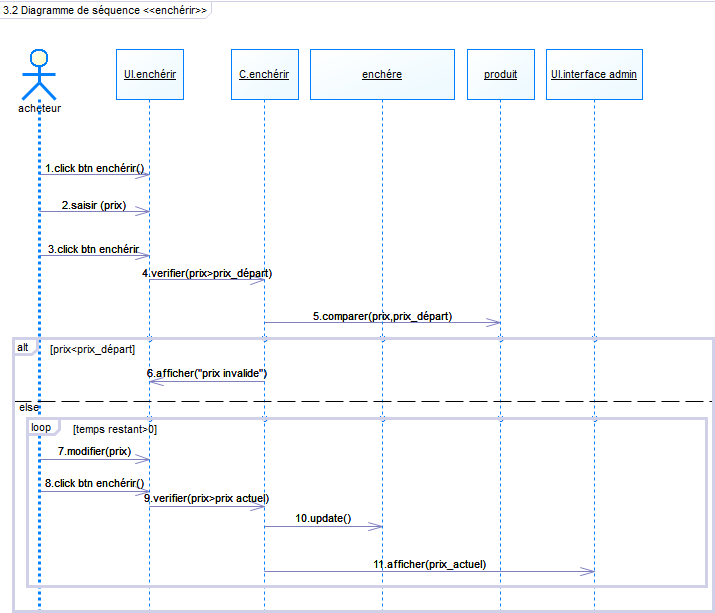 3.2 Diagramme de séquence <<enchérir>>
acheteur
UI.enchérir
C.enchérir
enchére
produit
UI.interface admin
1.click btn enchérir()
2.saisir (prix)
3.click btn enchérir
4.verifier(prix>prix_départ)
5.comparer(prix,prix_départ)
alt
[prix<prix_départ]
6.afficher("prix invalide")
else
loop
[temps restant>0]
7.modifier(prix)
8.click btn enchérir()
9.verifier(prix>prix actuel)
10.update()
11.afficher(prix_actuel)